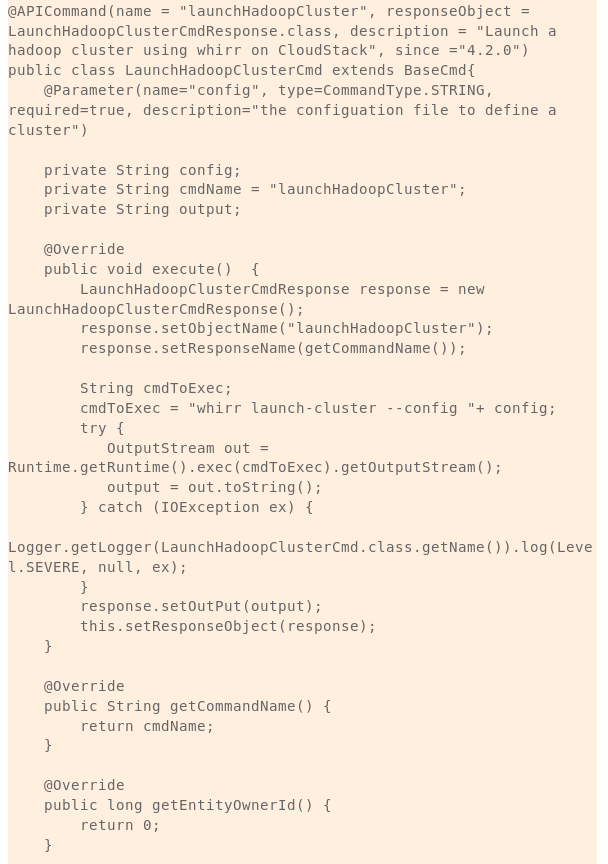 @APICommand(name = "launchHadoopCluster", responseObject =
LaunchHadoopClusterCmdResponse.class, description = "Launch a
hadoop cluster using whirr on CloudStack", since ="4.2.0")
public class LaunchHadoopClusterCmd extends BaseCmd{
    @Parameter(name="config", type=CommandType.STRING,
required=true, description="the configuation file to define a
cluster")

    private String config;
    private String cmdName = "launchHadoopCluster";
    private String output;

    @Override
    public void execute()  {
        LaunchHadoopClusterCmdResponse response = new
LaunchHadoopClusterCmdResponse();
        response.setObjectName("launchHadoopCluster");
        response.setResponseName(getCommandName());

        String cmdToExec;
        cmdToExec = "whirr launch-cluster --config "+ config;
        try {
           OutputStream out =
Runtime.getRuntime().exec(cmdToExec).getOutputStream();
           output = out.toString();
        } catch (IOException ex) {

Logger.getLogger(LaunchHadoopClusterCmd.class.getName()).log(Leve
l.SEVERE, null, ex);
        }
        response.setOutPut(output);
        this.setResponseObject(response);
    }

    @Override
    public String getCommandName() {
        return cmdName;
    }

    @Override
    public long getEntityOwnerId() {
        return 0;
    }